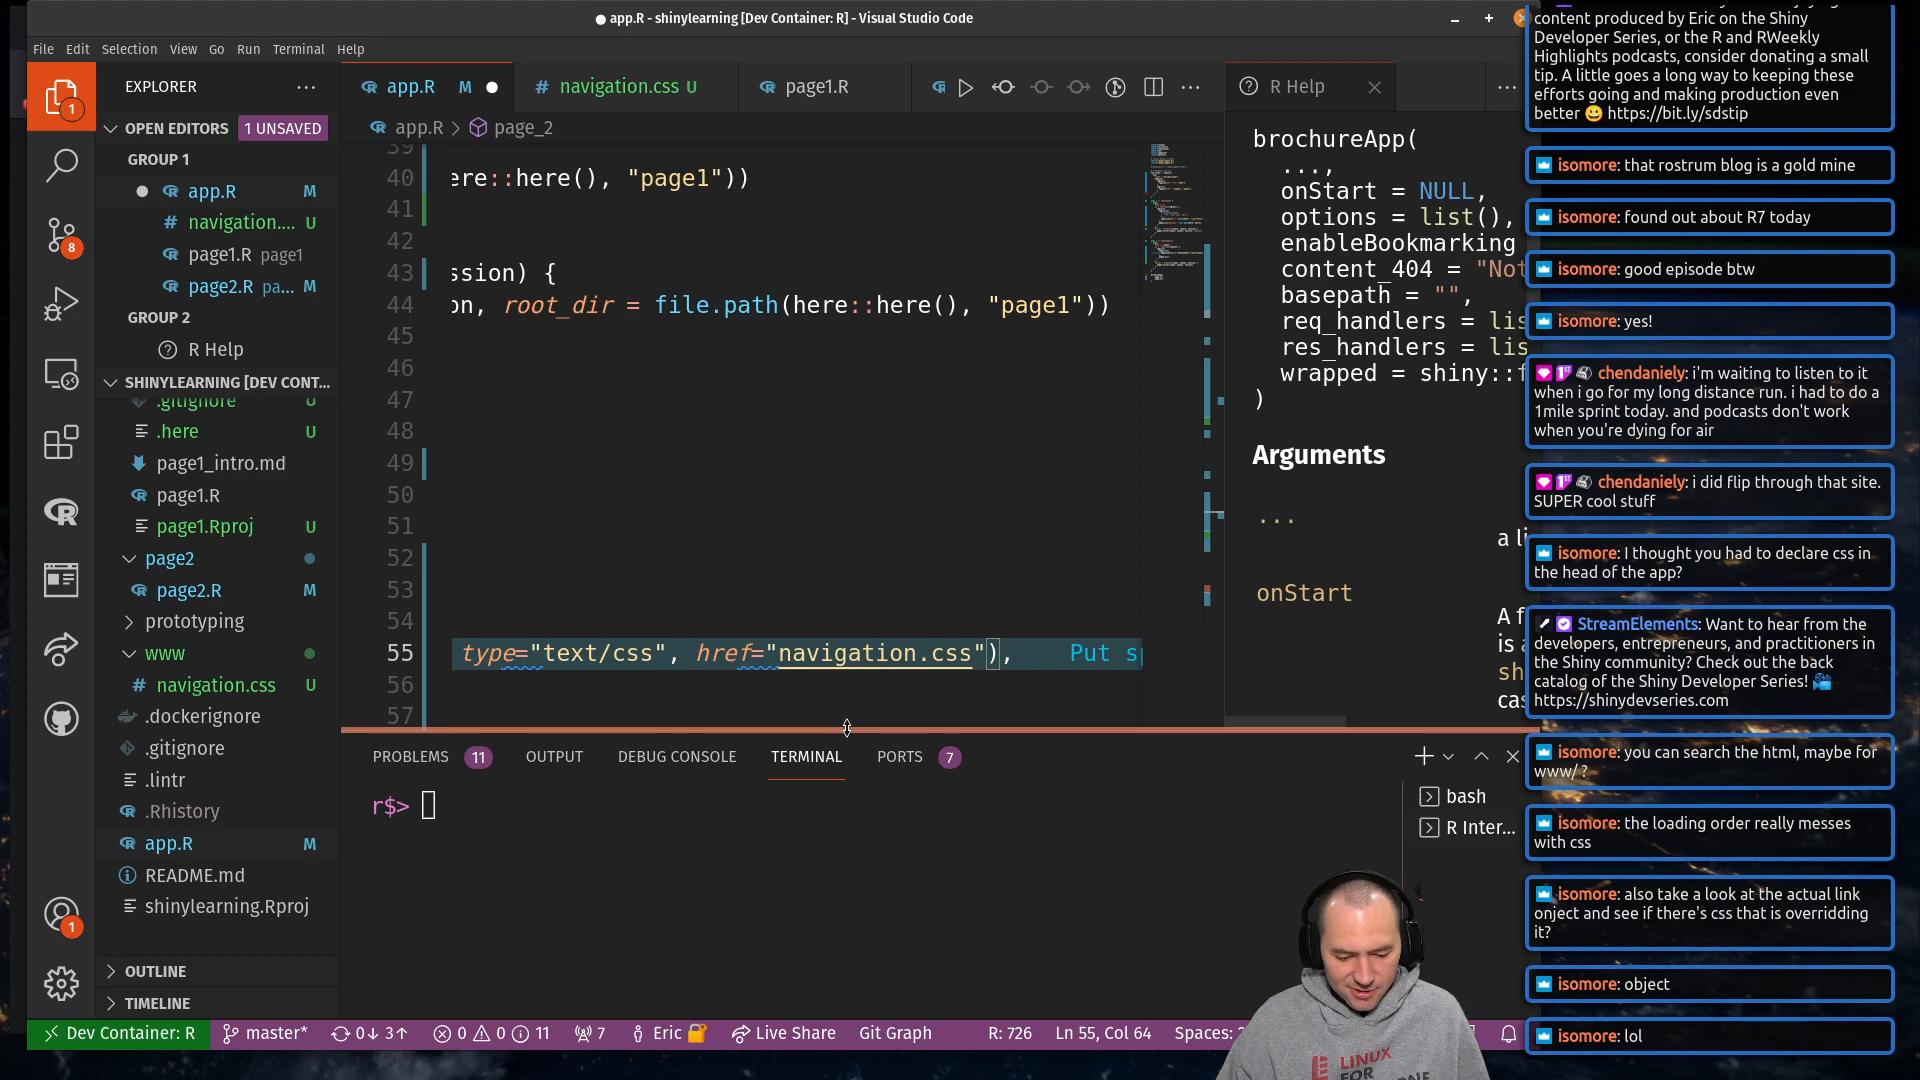 app.R - shinylearning [Dev Container: R] - Visual Studio Code
File Edit Selection View Go Run Terminal Help
EXPLORER
OPEN EDITORS 1 UNSAVED
GROUP 1
app.R M
navigation.... U
page1.R page1
page2.R pa... M
GROUP 2
R Help
SHINYLEARNING [DEV CONT...
.gitignore U
.here U
page1_intro.md
page1.R
page1.Rproj U
page2
page2.R M
prototyping
www
navigation.css U
.dockerignore
.gitignore
.lintr
.Rhistory
app.R M
README.md
shinylearning.Rproj
OUTLINE
TIMELINE
1
8
1
app.R M
navigation.css U
page1.R
app.R > page_2
39
40 ere::here(), "page1"))
41
42
43 ssion) {
44 on, root_dir = file.path(here::here(), "page1"))
45
46
47
48
49
50
51
52
53
54
55 type="text/css", href="navigation.css"), Put s
56
57
R Help
brochureApp(
...,
onStart = NULL,
options = list(),
enableBookmarking
content_404 = "Not
basepath = "",
req_handlers = lis
res_handlers = lis
wrapped = shiny::f
)
Arguments
...
a li
onStart
A f
is a
sh
cas
PROBLEMS 11 OUTPUT DEBUG CONSOLE TERMINAL PORTS 7
r$>
bash
R Inter...
Dev Container: R master* 0↓ 3↑ 0 0 11 7 Eric Live Share Git Graph R: 726 Ln 55, Col 64 Spaces:
LINUX
FOR
content produced by Eric on the Shiny
Developer Series, or the R and RWeekly
Highlights podcasts, consider donating a small
tip. A little goes a long way to keeping these
efforts going and making production even
better 😀 https://bit.ly/sdstip
isomore: that rostrum blog is a gold mine
isomore: found out about R7 today
isomore: good episode btw
isomore: yes!
chendaniely: i'm waiting to listen to it
when i go for my long distance run. i had to do a
1mile sprint today. and podcasts don't work
when you're dying for air
chendaniely: i did flip through that site.
SUPER cool stuff
isomore: I thought you had to declare css in
the head of the app?
StreamElements: Want to hear from the
developers, entrepreneurs, and practitioners in
the Shiny community? Check out the back
catalog of the Shiny Developer Series!
https://shinydevseries.com
isomore: you can search the html, maybe for
www/ ?
isomore: the loading order really messes
with css
isomore: also take a look at the actual link
onject and see if there's css that is overridding
it?
isomore: object
isomore: lol